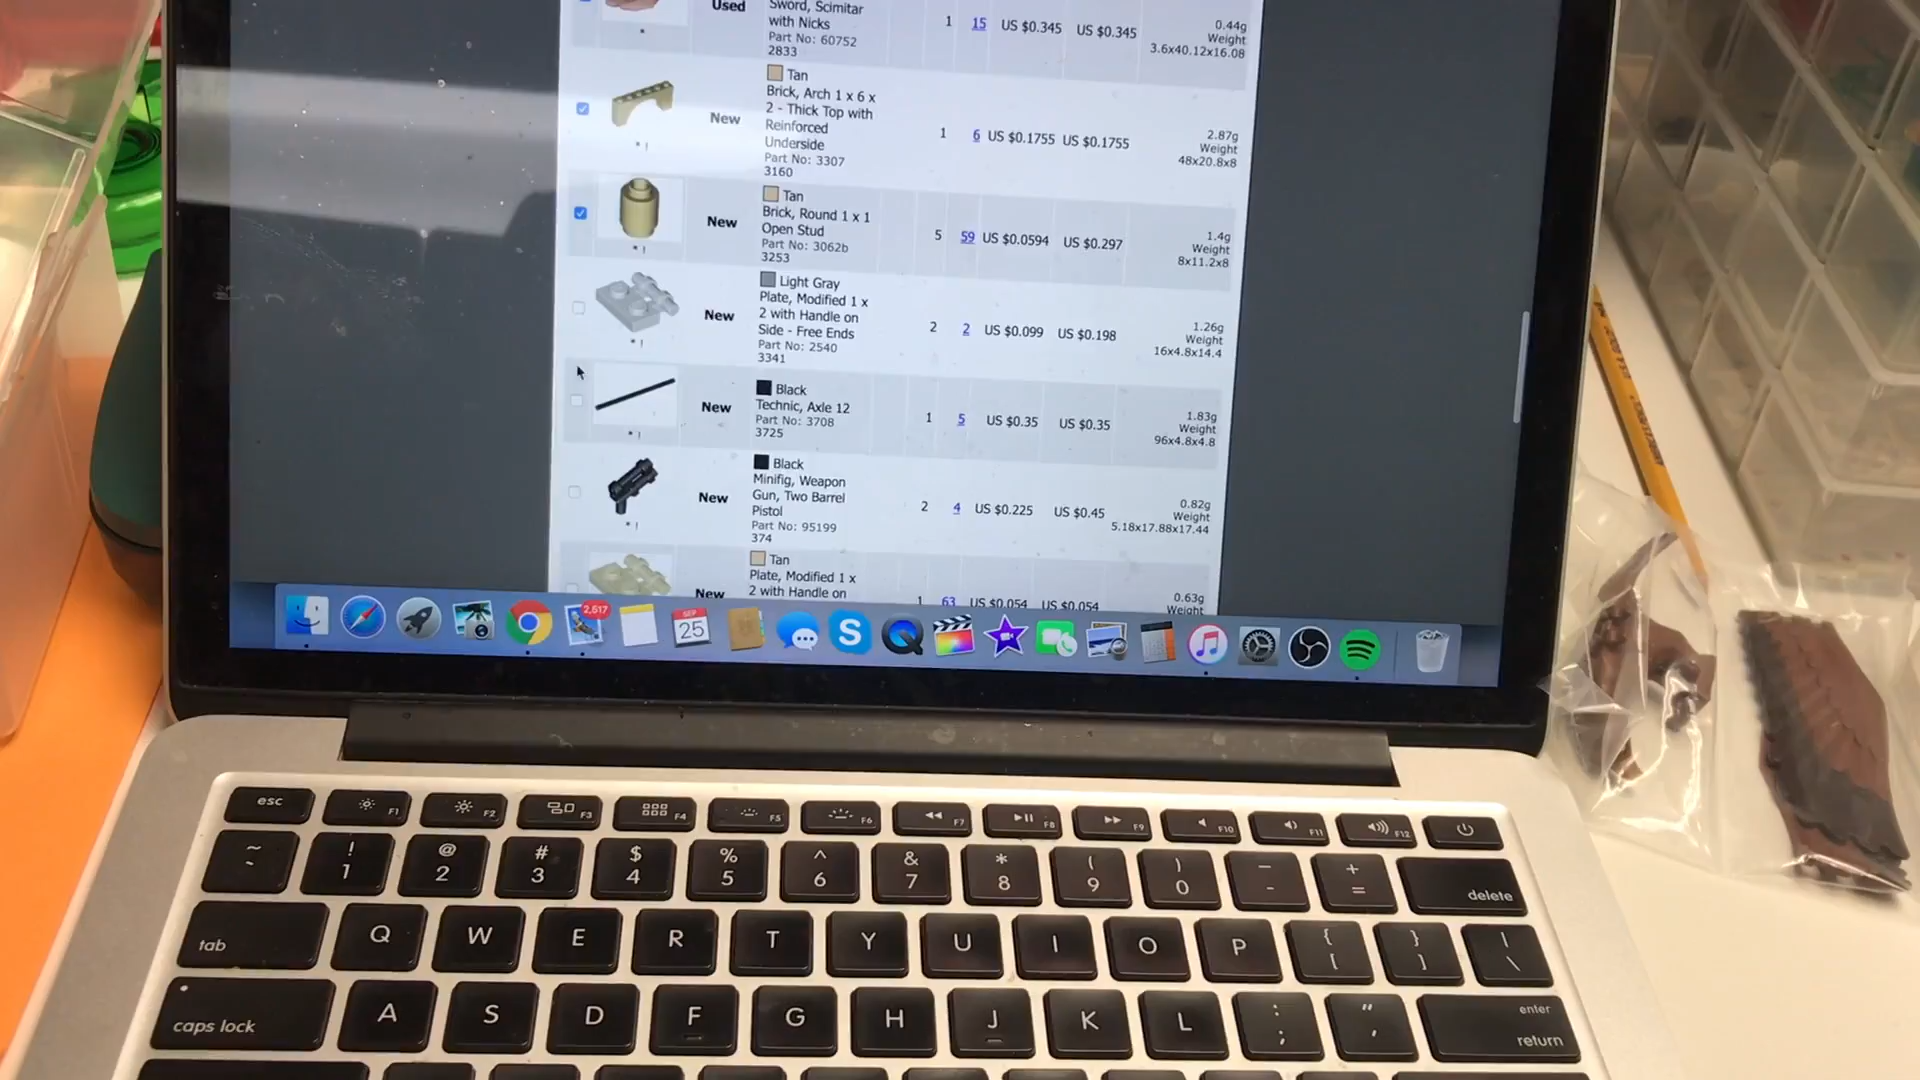 Used
Sword, Scimitar
with Nicks
Part No: 60752
2833
1 15 US $0.345 US $0.345
0.44g
Weight
3.6x40.12x16.08
New
Tan
Brick, Arch 1 x 6 x
2 - Thick Top with
Reinforced
Underside
Part No: 3307
3160
1 6 US $0.1755 US $0.1755
2.87g
Weight
48x20.8x8
* !
New
Tan
Brick, Round 1 x 1
Open Stud
Part No: 3062b
3253
5 59 US $0.0594 US $0.297
1.4g
Weight
8x11.2x8
* !
New
Light Gray
Plate, Modified 1 x
2 with Handle on
Side - Free Ends
Part No: 2540
3341
2 2 US $0.099 US $0.198
1.26g
Weight
16x4.8x14.4
* !
New
Black
Technic, Axle 12
Part No: 3708
3725
1 5 US $0.35 US $0.35
1.83g
Weight
96x4.8x4.8
* !
New
Black
Minifig, Weapon
Gun, Two Barrel
Pistol
Part No: 95199
374
2 4 US $0.225 US $0.45
0.82g
Weight
5.18x17.88x17.44
* !
New
Tan
Plate, Modified 1 x
2 with Handle on
1 63 US $0.054 US $0.054
0.63g
Weight
2,517
SEP
25
S
esc F1 F2 F3 F4 F5 F6 F7 F8 F9 F10 F11 F12
~ ! @ # $ % ^ & * ( ) _ +
` 1 2 3 4 5 6 7 8 9 0 - = delete
tab Q W E R T Y U I O P { [ } ] | \
caps lock A S D F G H J K L : ; " ' enter
return